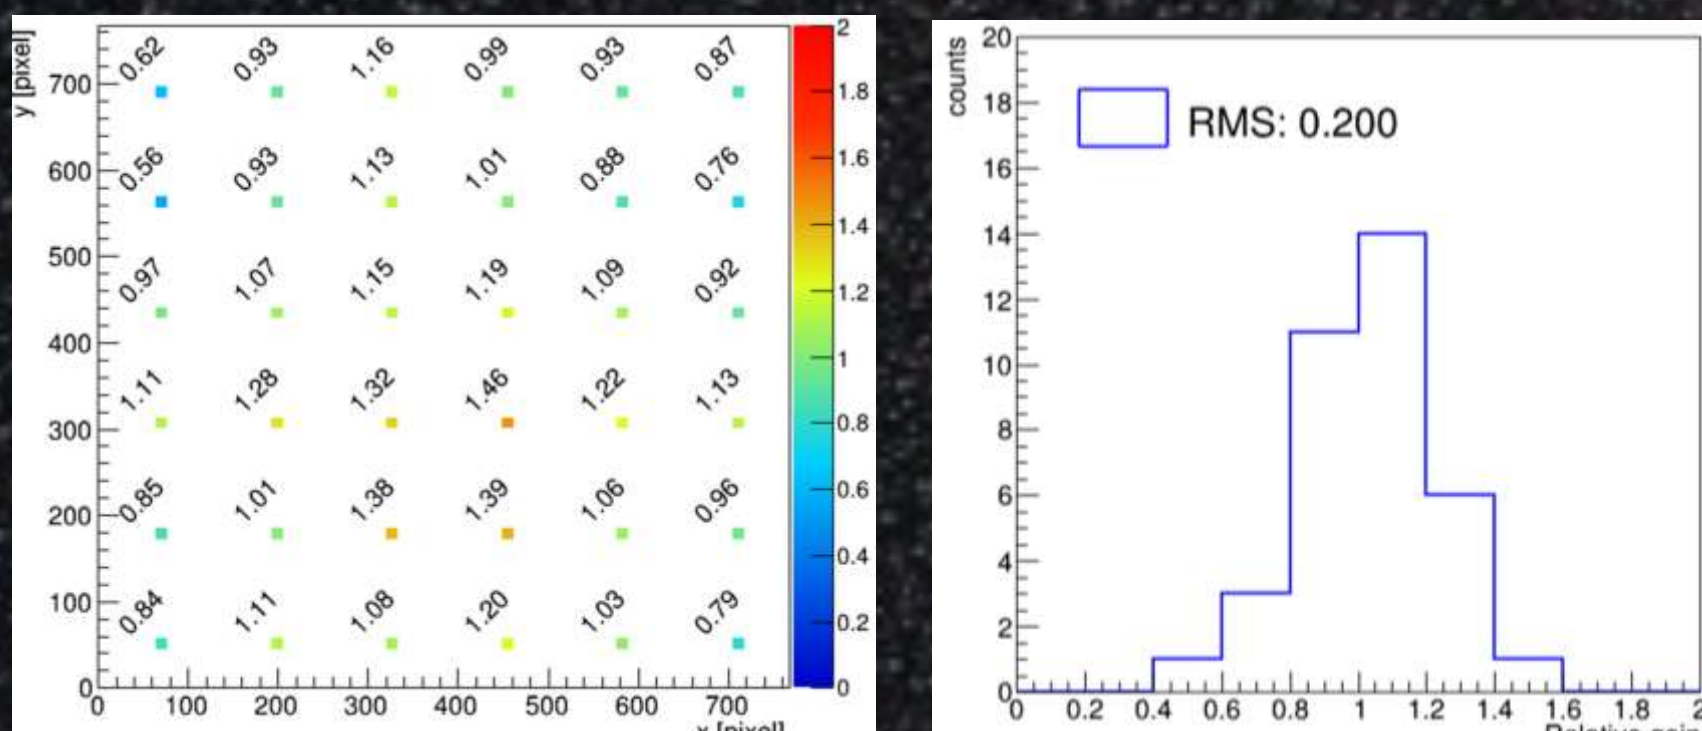 y [pixel]
700
600
500
400
300
200
100
0
0.62 0.93 1.16 0.99 0.93 0.87
0.56 0.93 1.13 1.01 0.88 0.76
0.97 1.07 1.15 1.19 1.09 0.92
1.11 1.28 1.32 1.46 1.22 1.13
0.85 1.01 1.38 1.39 1.06 0.96
0.84 1.11 1.08 1.20 1.03 0.79
0 100 200 300 400 500 600 700
x [pixel]
2
1.8
1.6
1.4
1.2
1
0.8
0.6
0.4
0.2
0
counts
20
18
16
14
12
10
8
6
4
2
0
RMS: 0.200
0 0.2 0.4 0.6 0.8 1 1.2 1.4 1.6 1.8 2
Relative gain